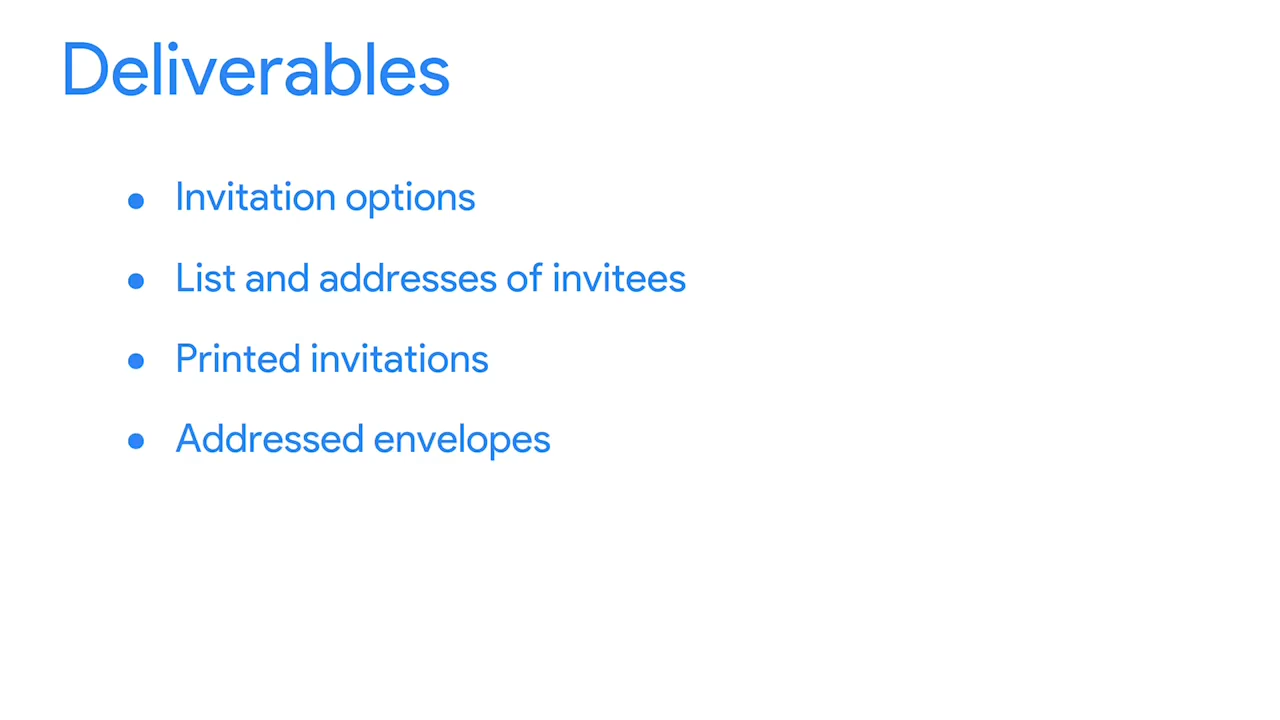 Deliverables
● Invitation options
● List and addresses of invitees
● Printed invitations
● Addressed envelopes